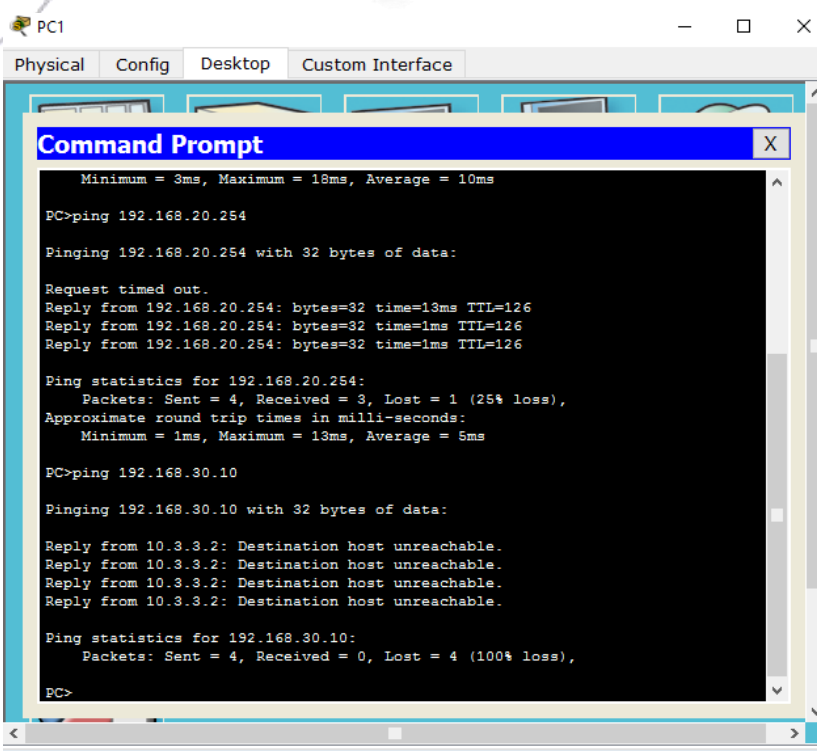 PC1
Physical Config Desktop Custom Interface
Command Prompt
X
Minimum = 3ms, Maximum = 18ms, Average = 10ms
PC>ping 192.168.20.254
Pinging 192.168.20.254 with 32 bytes of data:
Request timed out.
Reply from 192.168.20.254: bytes=32 time=13ms TTL=126
Reply from 192.168.20.254: bytes=32 time=1ms TTL=126
Reply from 192.168.20.254: bytes=32 time=1ms TTL=126
Ping statistics for 192.168.20.254:
Packets: Sent = 4, Received = 3, Lost = 1 (25% loss),
Approximate round trip times in milli-seconds:
Minimum = 1ms, Maximum = 13ms, Average = 5ms
PC>ping 192.168.30.10
Pinging 192.168.30.10 with 32 bytes of data:
Reply from 10.3.3.2: Destination host unreachable.
Reply from 10.3.3.2: Destination host unreachable.
Reply from 10.3.3.2: Destination host unreachable.
Reply from 10.3.3.2: Destination host unreachable.
Ping statistics for 192.168.30.10:
Packets: Sent = 4, Received = 0, Lost = 4 (100% loss),
PC>